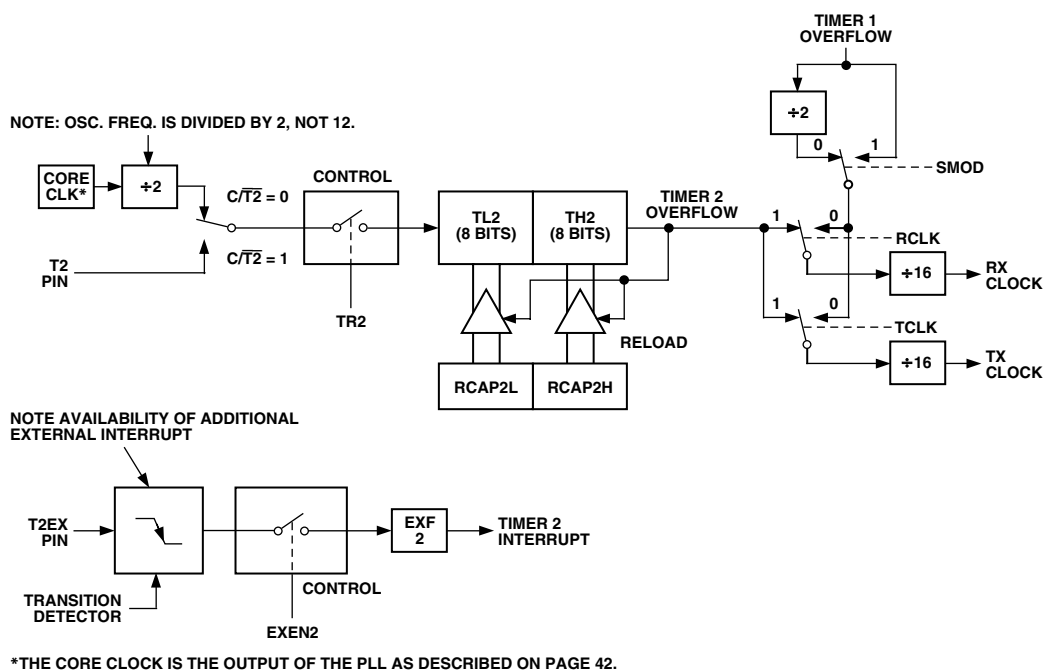 TIMER 1
OVERFLOW
÷2
0
1
SMOD
NOTE: OSC. FREQ. IS DIVIDED BY 2, NOT 12.
CORE
CLK*
÷2
C/T̅2̅ = 0
C/T̅2̅ = 1
T2
PIN
CONTROL
TR2
TL2
(8 BITS)
TH2
(8 BITS)
TIMER 2
OVERFLOW
RELOAD
RCAP2L
RCAP2H
1
0
RCLK
÷16
RX
CLOCK
1
0
TCLK
÷16
TX
CLOCK
NOTE AVAILABILITY OF ADDITIONAL
EXTERNAL INTERRUPT
T2EX
PIN
TRANSITION
DETECTOR
CONTROL
EXEN2
EXF
2
TIMER 2
INTERRUPT
*THE CORE CLOCK IS THE OUTPUT OF THE PLL AS DESCRIBED ON PAGE 42.